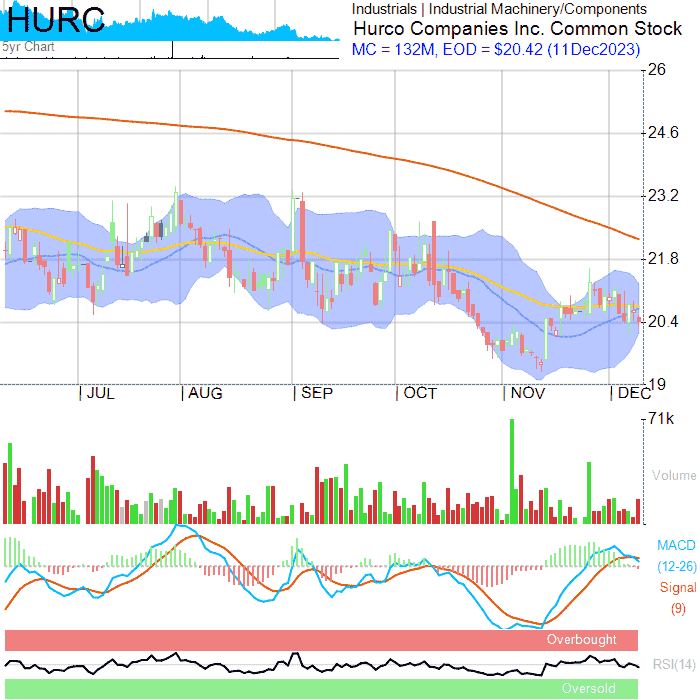 HURC
5yr Chart
Industrials | Industrial Machinery/Components
Hurco Companies Inc. Common Stock
MC = 132M, EOD = $20.42 (11Dec2023)
26
24.6
23.2
21.8
20.4
19
JUL
AUG
SEP
OCT
NOV
DEC
71k
Volume
MACD
(12-26)
Signal
(9)
Overbought
RSI(14)
Oversold